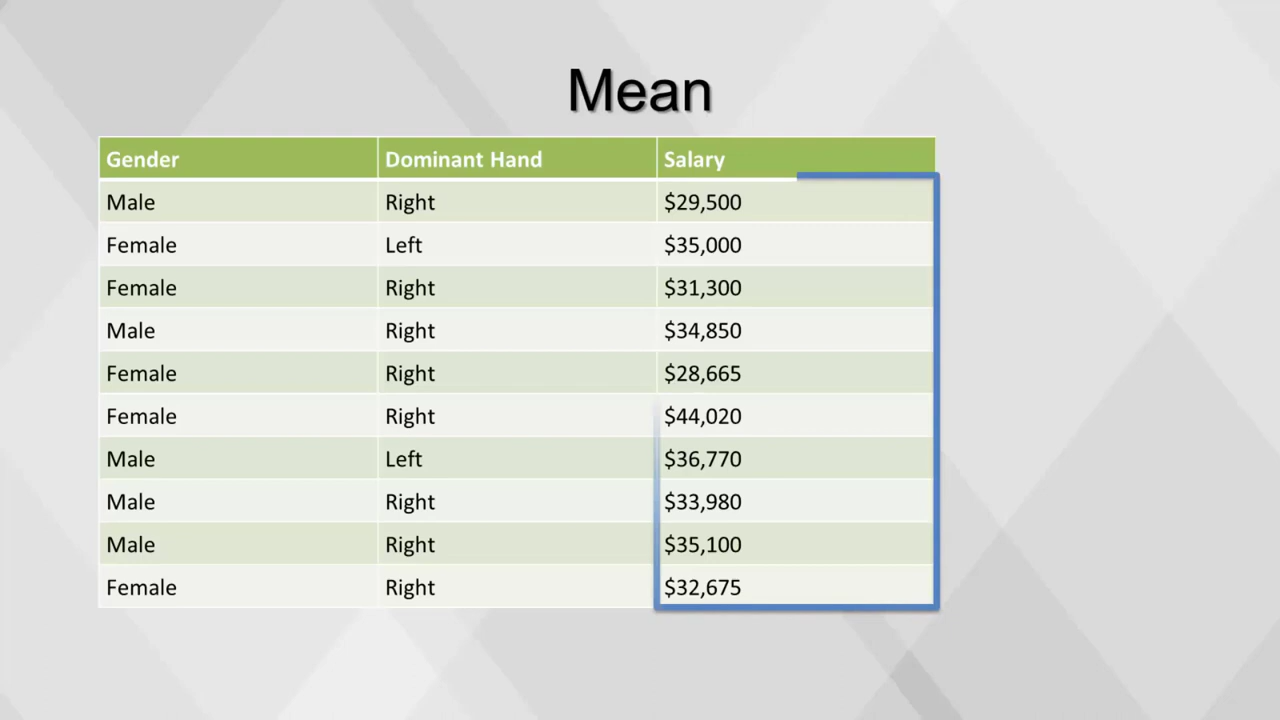 Mean
Gender Dominant Hand Salary
Male Right $29,500
Female Left $35,000
Female Right $31,300
Male Right $34,850
Female Right $28,665
Female Right $44,020
Male Left $36,770
Male Right $33,980
Male Right $35,100
Female Right $32,675